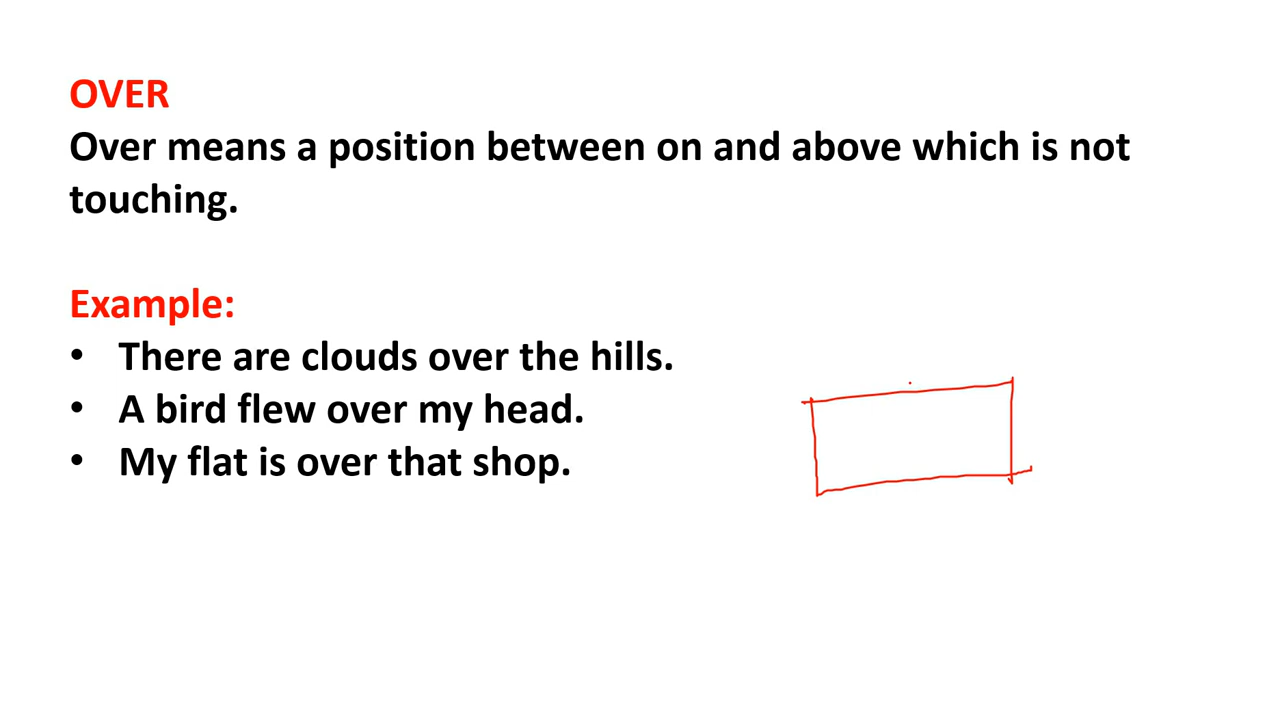 OVER
Over means a position between on and above which is not
touching.
Example:
• There are clouds over the hills.
• A bird flew over my head.
• My flat is over that shop.